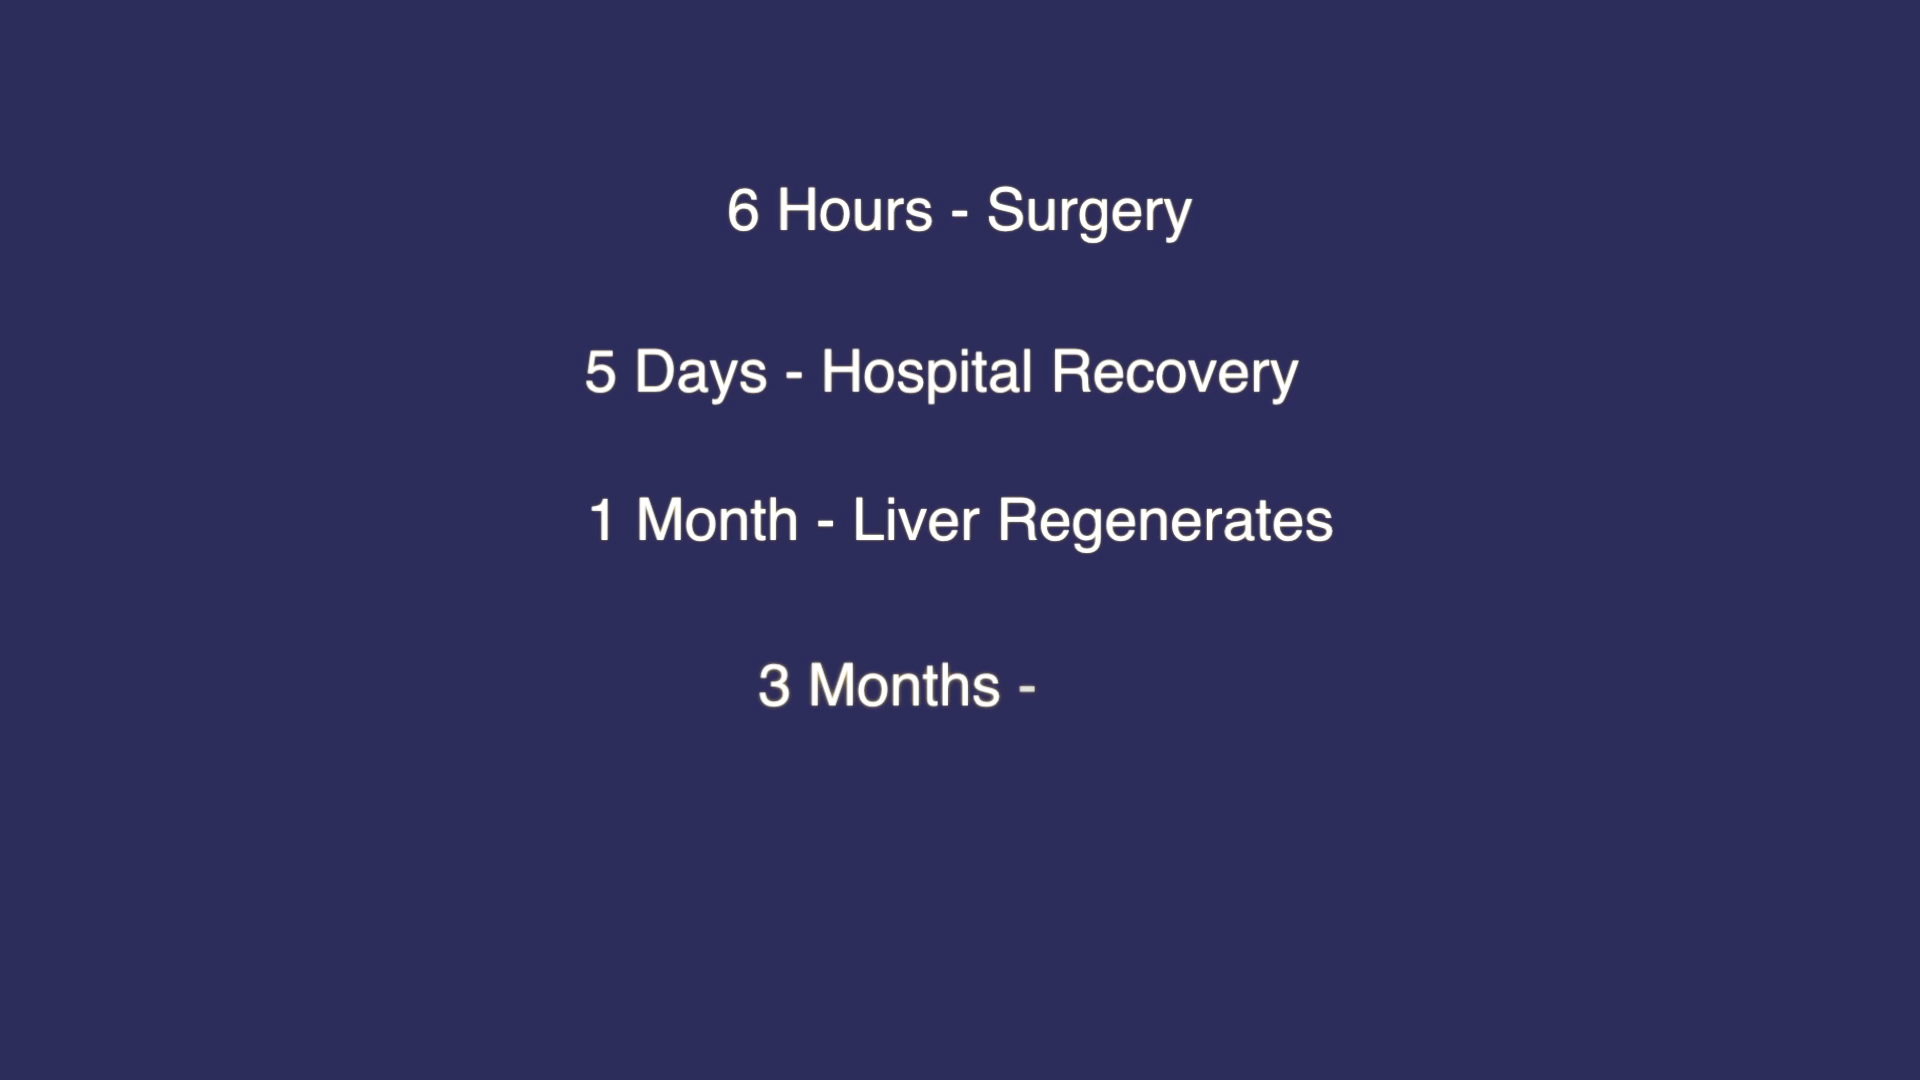 6 Hours - Surgery
5 Days - Hospital Recovery
1 Month - Liver Regenerates
3 Months -